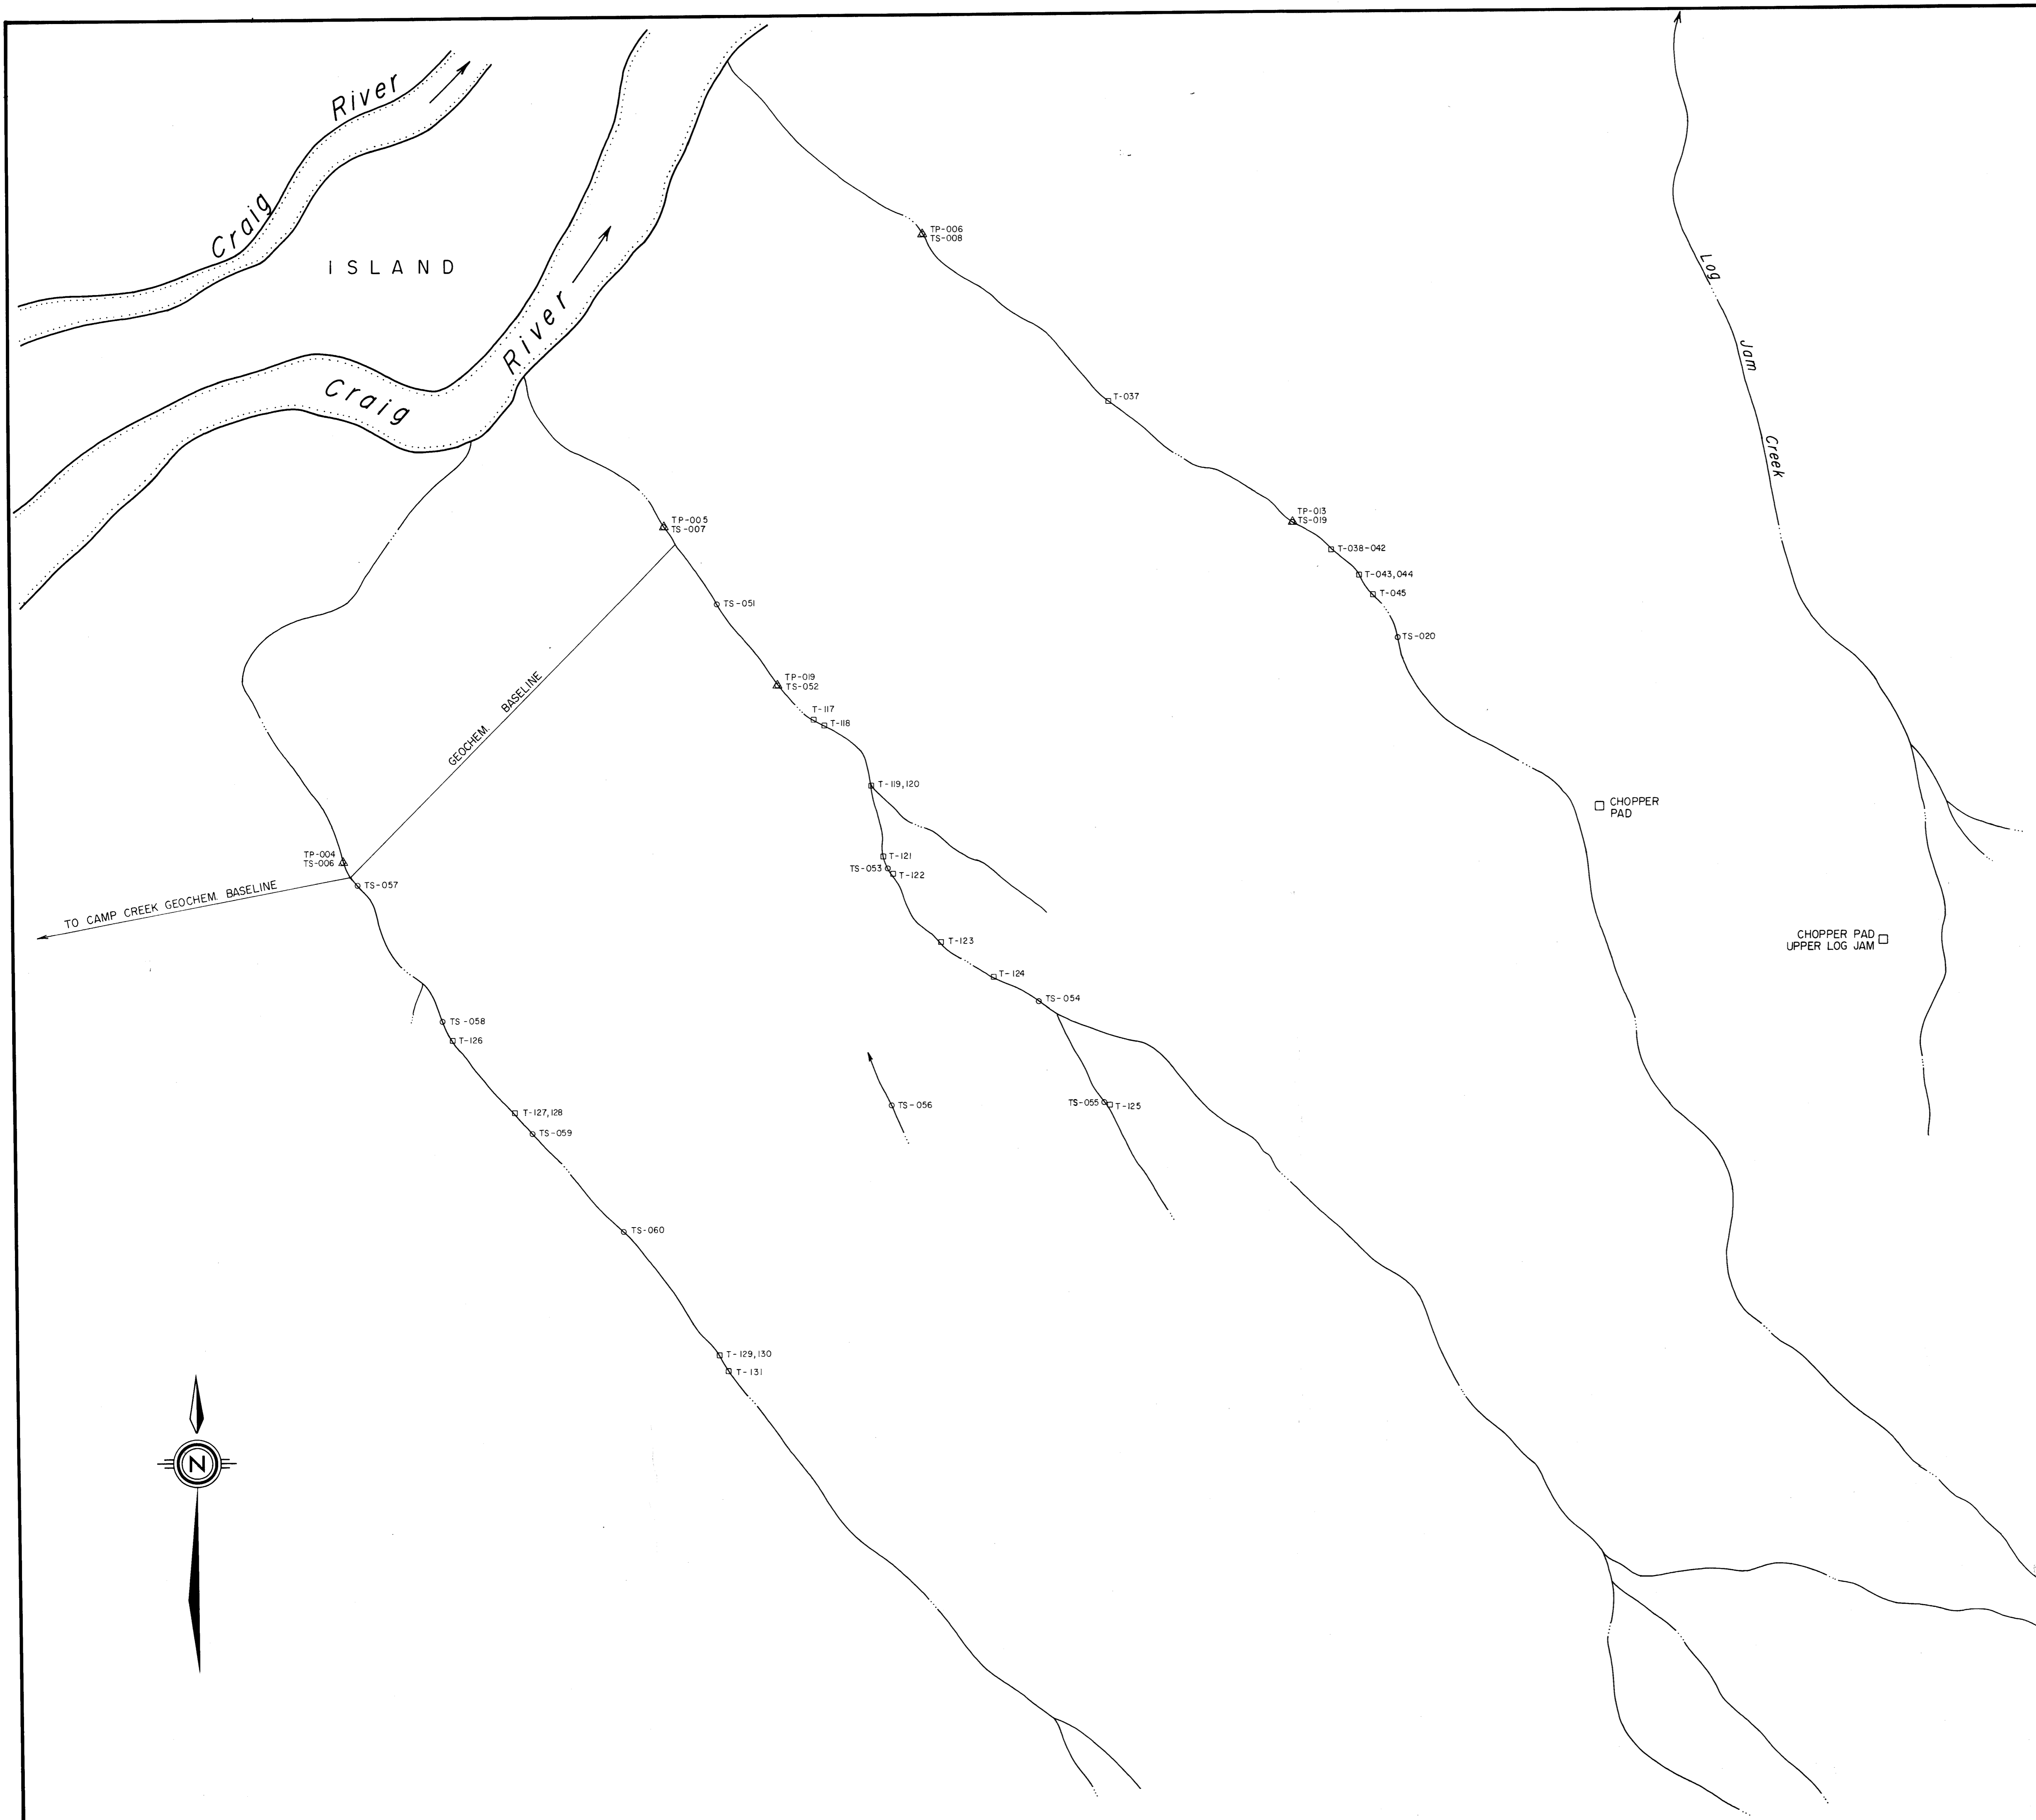 Craig River
ISLAND
Craig River
Log Jam Creek
TP-006
TS-008
T-037
TP-013
TS-019
T-038-042
T-043,044
T-045
TS-020
TP-005
TS-007
TS-051
GEOCHEM. BASELINE
TP-019
TS-052
T-117
T-118
T-119,120
CHOPPER
PAD
T-121
TS-053
T-122
TP-004
TS-006
TS-057
TO CAMP CREEK GEOCHEM. BASELINE
T-123
CHOPPER PAD
UPPER LOG JAM
T-124
TS-054
TS-058
T-126
TS-056
TS-055
T-125
T-127,128
TS-059
TS-060
T-129,130
T-131
N